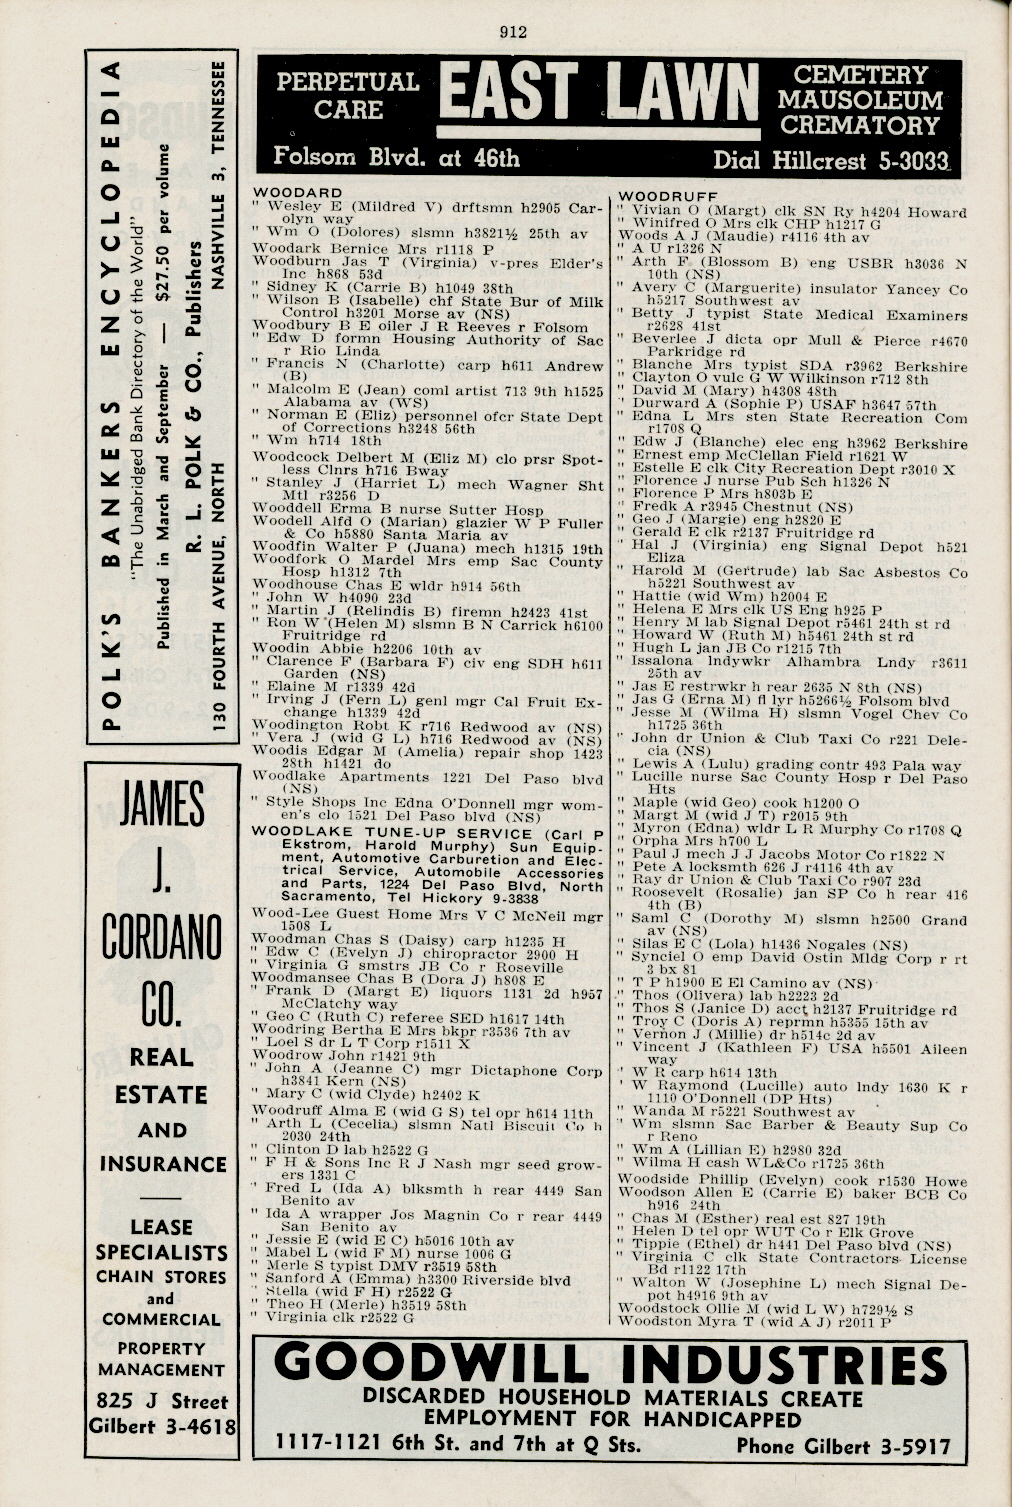 912
POLK'S BANKERS ENCYCLOPEDIA
"The Unabridged Bank Directory of the World"
Published in March and September — $27.50 per volume
R. L. POLK & CO., Publishers
130 FOURTH AVENUE, NORTH NASHVILLE 3, TENNESSEE
JAMES
J.
CORDANO
CO.
REAL
ESTATE
AND
INSURANCE
LEASE
SPECIALISTS
CHAIN STORES
and
COMMERCIAL
PROPERTY
MANAGEMENT
825 J Street
Gilbert 3-4618
PERPETUAL
CARE
EAST LAWN
CEMETERY
MAUSOLEUM
CREMATORY
Folsom Blvd. at 46th Dial Hillcrest 5-3033
WOODARD
" Wesley E (Mildred V) drftsmn h2905 Car-
olyn way
" Wm O (Dolores) slsmn h3821½ 25th av
Woodark Bernice Mrs r1118 P
Woodburn Jas T (Virginia) v-pres Elder's
Inc h868 53d
" Sidney K (Carrie B) h1049 38th
" Wilson B (Isabelle) chf State Bur of Milk
Control h3201 Morse av (NS)
Woodbury B E oiler J R Reeves r Folsom
" Edw D formn Housing Authority of Sac
r Rio Linda
" Francis N (Charlotte) carp h611 Andrew
(B)
" Malcolm E (Jean) coml artist 713 9th h1525
Alabama av (WS)
" Norman E (Eliz) personnel ofcr State Dept
of Corrections h3248 56th
" Wm h714 18th
Woodcock Delbert M (Eliz M) clo prsr Spot-
less Clnrs h716 Bway
" Stanley J (Harriet L) mech Wagner Sht
Mtl r3256 D
Wooddell Erma B nurse Sutter Hosp
Woodell Alfd O (Marian) glazier W P Fuller
& Co h5880 Santa Maria av
Woodfin Walter P (Juana) mech h1315 19th
Woodfork O Mardel Mrs emp Sac County
Hosp h1312 7th
Woodhouse Chas E wldr h914 56th
" John W h4090 23d
" Martin J (Relindis B) firemn h2423 41st
" Ron W (Helen M) slsmn B N Carrick h6100
Fruitridge rd
Woodin Abbie h2206 10th av
" Clarence F (Barbara F) civ eng SDH h611
Garden (NS)
" Elaine M r1339 42d
" Irving J (Fern L) genl mgr Cal Fruit Ex-
change h1339 42d
Woodington Robt K r716 Redwood av (NS)
" Vera J (wid G L) h716 Redwood av (NS)
Woodis Edgar M (Amelia) repair shop 1423
28th h1421 do
Woodlake Apartments 1221 Del Paso blvd
(NS)
" Style Shops Inc Edna O'Donnell mgr wom-
en's clo 1521 Del Paso blvd (NS)
WOODLAKE TUNE-UP SERVICE (Carl P
Ekstrom, Harold Murphy) Sun Equip-
ment, Automotive Carburetion and Elec-
trical Service, Automobile Accessories
and Parts, 1224 Del Paso Blvd, North
Sacramento, Tel Hickory 9-3838
Wood-Lee Guest Home Mrs V C McNeil mgr
1508 L
Woodman Chas S (Daisy) carp h1235 H
" Edw C (Evelyn J) chiropractor 2900 H
" Virginia G smstrs JB Co r Roseville
Woodmansee Chas B (Dora J) h808 E
" Frank D (Margt E) liquors 1131 2d h957
McClatchy way
" Geo C (Ruth C) referee SED h1617 14th
Woodring Bertha E Mrs bkpr r3536 7th av
" Loel S dr L T Corp r1511 X
Woodrow John r1421 9th
" John A (Jeanne C) mgr Dictaphone Corp
h3841 Kern (NS)
" Mary C (wid Clyde) h2402 K
Woodruff Alma E (wid G S) tel opr h614 11th
" Arth L (Cecelia) slsmn Natl Biscuit Co h
2030 24th
" Clinton D lab h2522 G
" F H & Sons Inc R J Nash mgr seed grow-
ers 1331 C
" Fred L (Ida A) blksmth h rear 4449 San
Benito av
" Ida A wrapper Jos Magnin Co r rear 4449
San Benito av
" Jessie E (wid E C) h5016 10th av
" Mabel L (wid F M) nurse 1006 G
" Merle S typist DMV r3519 58th
" Sanford A (Emma) h3300 Riverside blvd
" Stella (wid F H) r2522 G
" Theo H (Merle) h3519 58th
" Virginia clk r2522 G
WOODRUFF
" Vivian O (Margt) clk SN Ry h4204 Howard
" Winifred O Mrs clk CHP h1217 G
Woods A J (Maudie) r4116 4th av
" A U r1326 N
" Arth F (Blossom B) eng USBR h3036 N
10th (NS)
" Avery C (Marguerite) insulator Yancey Co
h5217 Southwest av
" Betty J typist State Medical Examiners
r2628 41st
" Beverlee J dicta opr Mull & Pierce r4670
Parkridge rd
" Blanche Mrs typist SDA r3962 Berkshire
" Clayton O vulc G W Wilkinson r712 8th
" David M (Mary) h4308 48th
" Durward A (Sophie P) USAF h3647 57th
" Edna L Mrs sten State Recreation Com
r1708 Q
" Edw J (Blanche) elec eng h3962 Berkshire
" Ernest emp McClellan Field r1621 W
" Estelle E clk City Recreation Dept r3010 X
" Florence J nurse Pub Sch h1326 N
" Florence P Mrs h803b E
" Fredk A r3945 Chestnut (NS)
" Geo J (Margie) eng h2820 E
" Gerald E clk r2137 Fruitridge rd
" Hal J (Virginia) eng Signal Depot h521
Eliza
" Harold M (Gertrude) lab Sac Asbestos Co
h5221 Southwest av
" Hattie (wid Wm) h2004 E
" Helena E Mrs clk US Eng h925 P
" Henry M lab Signal Depot r5461 24th st rd
" Howard W (Ruth M) h5461 24th st rd
" Hugh L jan JB Co r1215 7th
" Issalona lndywkr Alhambra Lndy r3611
25th av
" Jas E restrwkr h rear 2635 N 8th (NS)
" Jas G (Erna M) fl lyr h5266½ Folsom blvd
" Jesse M (Wilma H) slsmn Vogel Chev Co
h1725 36th
" John dr Union & Club Taxi Co r221 Dele-
cia (NS)
" Lewis A (Lulu) grading contr 493 Pala way
" Lucille nurse Sac County Hosp r Del Paso
Hts
" Maple (wid Geo) cook h1200 O
" Margt M (wid J T) r2015 9th
" Myron (Edna) wldr L R Murphy Co r1708 Q
" Orpha Mrs h700 L
" Paul J mech J J Jacobs Motor Co r1822 N
" Pete A locksmth 626 J r4116 4th av
" Ray dr Union & Club Taxi Co r907 23d
" Roosevelt (Rosalie) jan SP Co h rear 416
4th (B)
" Saml C (Dorothy M) slsmn h2500 Grand
av (NS)
" Silas E C (Lola) h1436 Nogales (NS)
" Synciel O emp David Ostin Mldg Corp r rt
3 bx 81
" T P h1900 E El Camino av (NS)
" Thos (Olivera) lab h2223 2d
" Thos S (Janice D) acct h2137 Fruitridge rd
" Troy C (Doris A) reprmn h5355 15th av
" Vernon J (Millie) dr h514c 2d av
" Vincent J (Kathleen F) USA h5501 Aileen
way
" W R carp h614 13th
" W Raymond (Lucille) auto lndy 1630 K r
1110 O'Donnell (DP Hts)
" Wanda M r5221 Southwest av
" Wm slsmn Sac Barber & Beauty Sup Co
r Reno
" Wm A (Lillian E) h2980 32d
" Wilma H cash WL&Co r1725 36th
Woodside Phillip (Evelyn) cook r1530 Howe
Woodson Allen E (Carrie E) baker BCB Co
h916 24th
" Chas M (Esther) real est 827 19th
" Helen D tel opr WUT Co r Elk Grove
" Tippie (Ethel) dr h441 Del Paso blvd (NS)
" Virginia C clk State Contractors License
Bd r1122 17th
" Walton W (Josephine L) mech Signal De-
pot h4916 9th av
Woodstock Ollie M (wid L W) h729½ S
Woodston Myra T (wid A J) r2011 P
GOODWILL INDUSTRIES
DISCARDED HOUSEHOLD MATERIALS CREATE
EMPLOYMENT FOR HANDICAPPED
1117-1121 6th St. and 7th at Q Sts. Phone Gilbert 3-5917